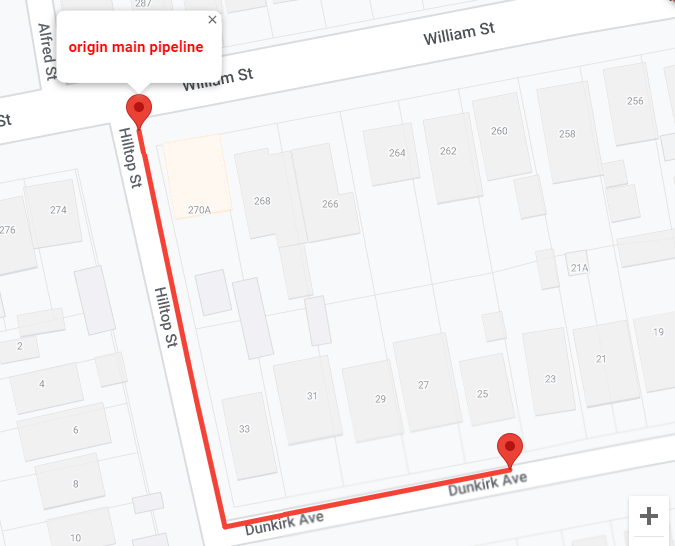 287
Alfred St
origin main pipeline
William St
William St
St
256
260
258
264
262
Hilltop St
268
266
270A
274
276
21A
Hilltop St
2
19
21
23
4
27
25
31
29
33
6
8
10
Dunkirk Ave
Dunkirk Ave